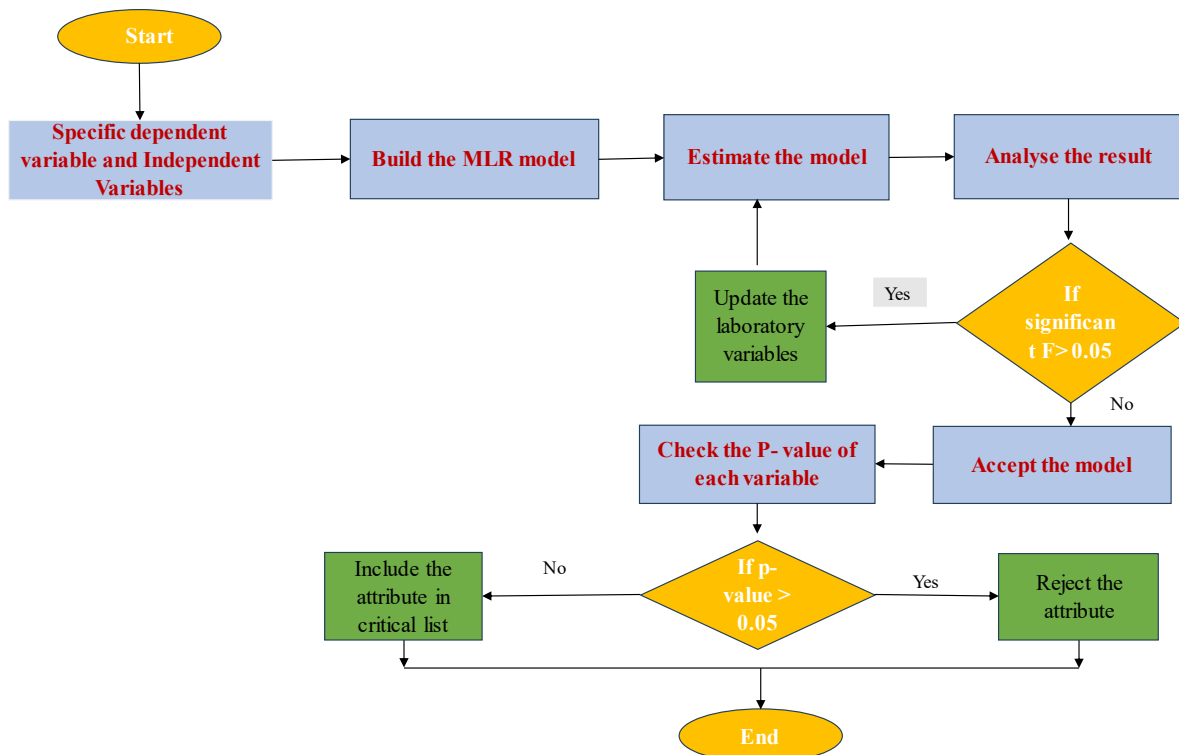 Start
Specific dependent
variable and Independent
Variables
Build the MLR model
Estimate the model
Analyse the result
Update the
laboratory
variables
Yes
If
significan
t F> 0.05
No
Check the P- value of
each variable
Accept the model
Include the
attribute in
critical list
No
If p-
value >
0.05
Yes
Reject the
attribute
End